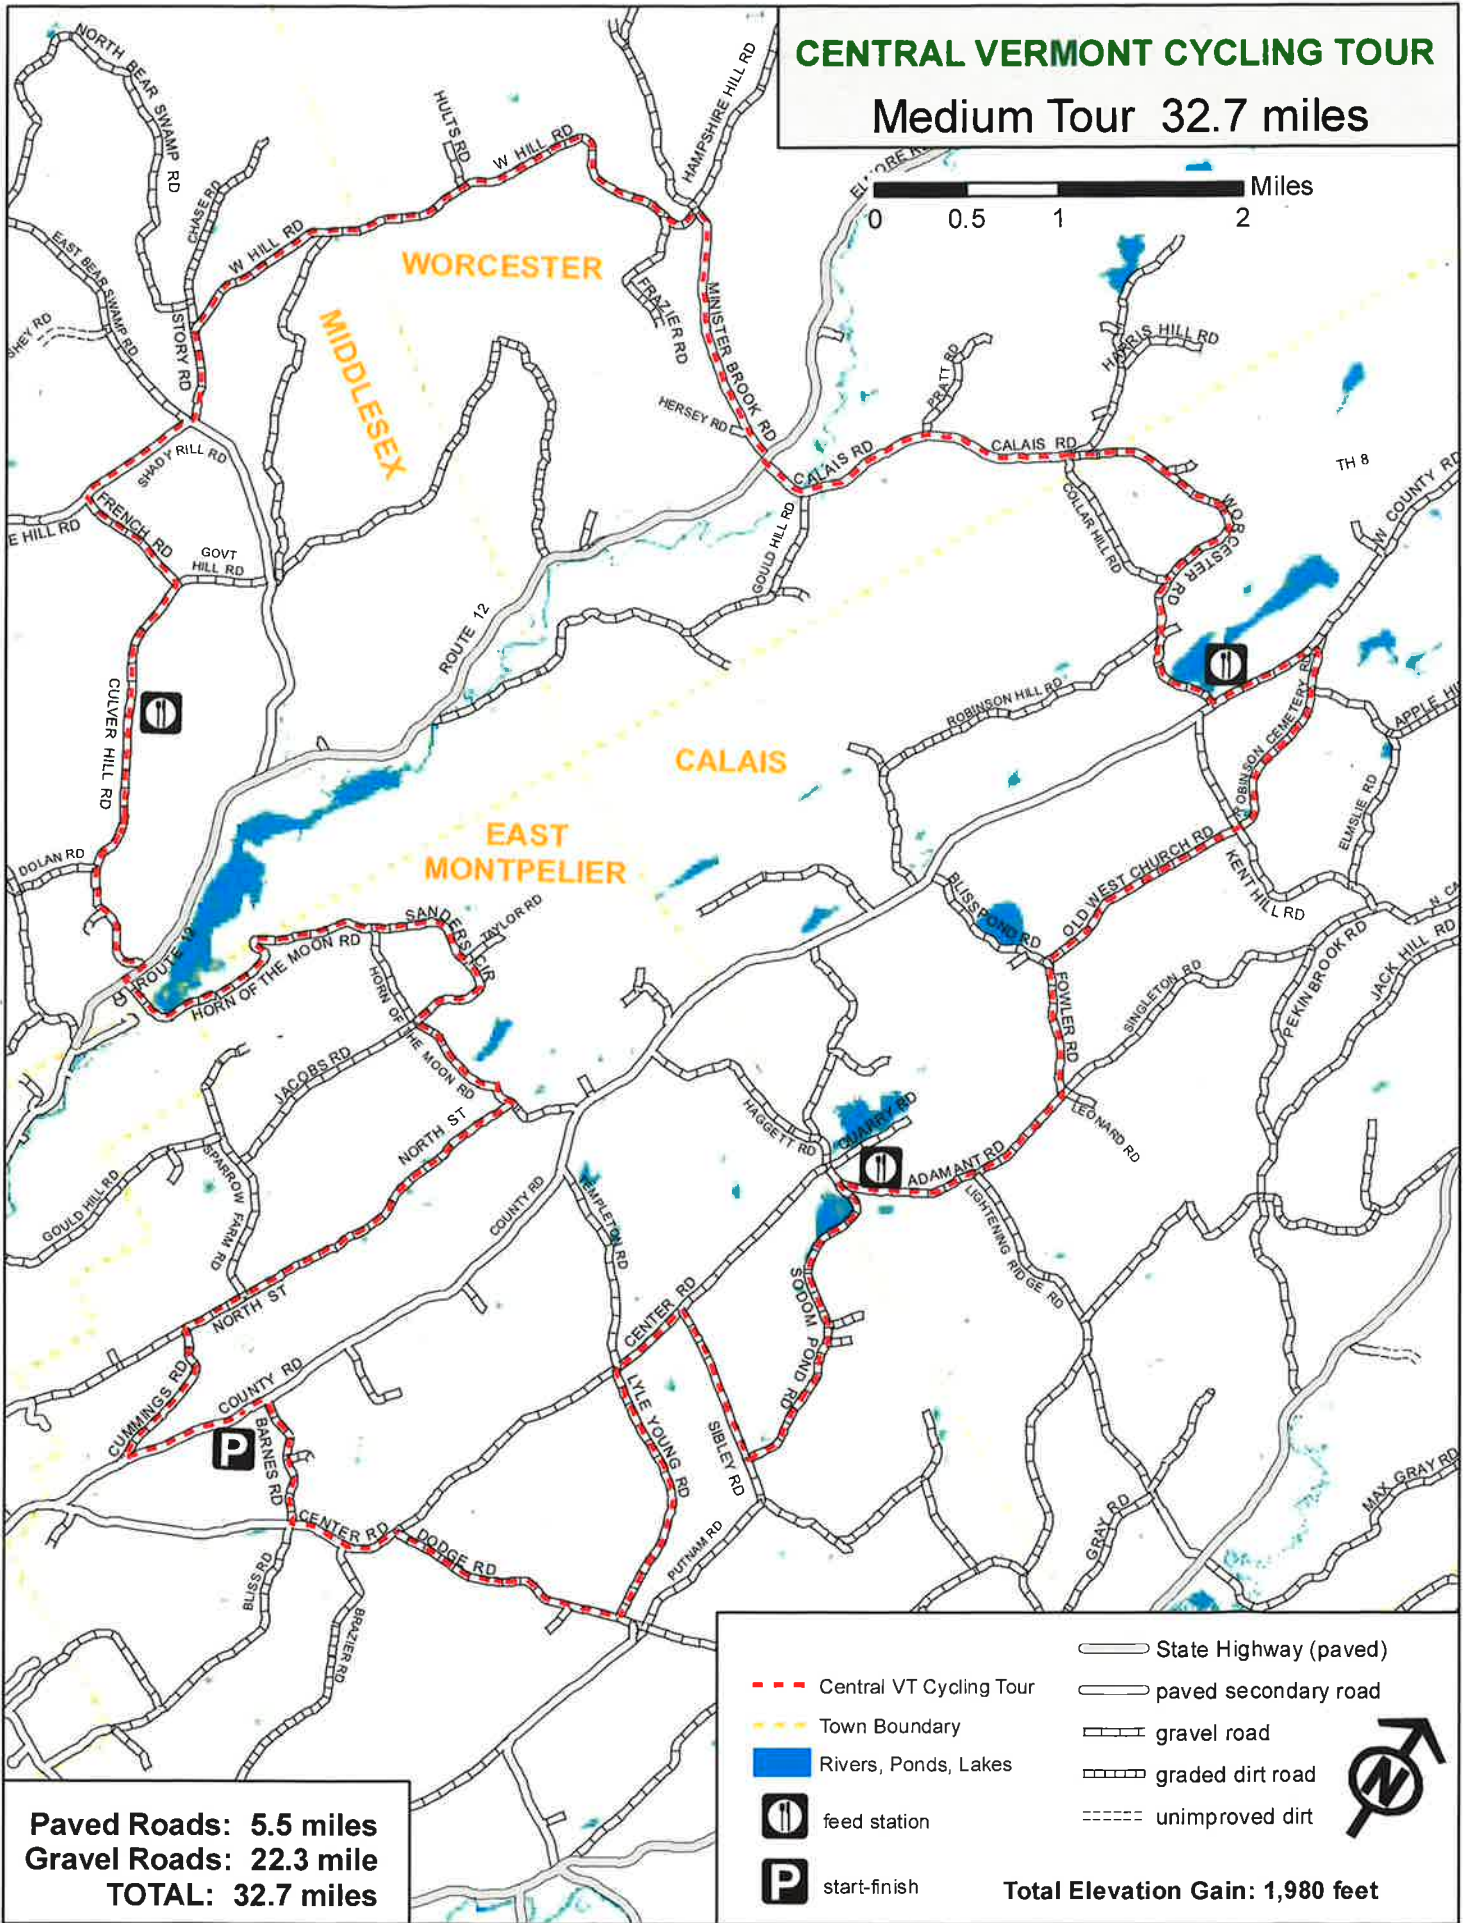 CENTRAL VERMONT CYCLING TOUR
Medium Tour 32.7 miles
Miles
0 0.5 1 2
NORTH BEAR SWAMP RD
HULTS RD
W HILL RD
HAMPSHIRE HILL RD
CHASE RD
EAST BEAR SWAMP RD
W HILL RD
WORCESTER
FRAZIER RD
SHEY RD
STORY RD
MIDDLESEX
MINISTER BROOK RD
HERSEY RD
PRATT RD
HARRIS HILL RD
SHADY RILL RD
CALAIS RD
CALAIS RD
TH 8
W COUNTY RD
E HILL RD
FRENCH RD
GOVT
HILL RD
GOULD HILL RD
COLLAR HILL RD
WORCESTER RD
ROUTE 12
CULVER HILL RD
ROBINSON HILL RD
ROBINSON CEMETERY RD
APPLE HI
CALAIS
EAST
MONTPELIER
DOLAN RD
SANDERS CIR
TAYLOR RD
BLISS POND RD
OLD WEST CHURCH RD
KENT HILL RD
ELMSLIE RD
N CA
ROUTE 12
HORN OF THE MOON RD
HORN OF THE MOON RD
FOWLER RD
SINGLETON RD
PEKIN BROOK RD
JACK HILL RD
JACOBS RD
NORTH ST
HAGGETT RD
QUARRY RD
LEONARD RD
ADAMANT RD
GOULD HILL RD
SPARROW FARM RD
COUNTY RD
TEMPLETON RD
LIGHTENING RIDGE RD
NORTH ST
CENTER RD
SODOM POND RD
CUMMINGS RD
COUNTY RD
BARNES RD
P
LYLE YOUNG RD
SIBLEY RD
MAX GRAY RD
CENTER RD
DODGE RD
PUTNAM RD
GRAY RD
BLISS RD
BRAZIER RD
Central VT Cycling Tour
Town Boundary
Rivers, Ponds, Lakes
feed station
P start-finish
State Highway (paved)
paved secondary road
gravel road
graded dirt road
unimproved dirt
N
Total Elevation Gain: 1,980 feet
Paved Roads: 5.5 miles
Gravel Roads: 22.3 mile
TOTAL: 32.7 miles